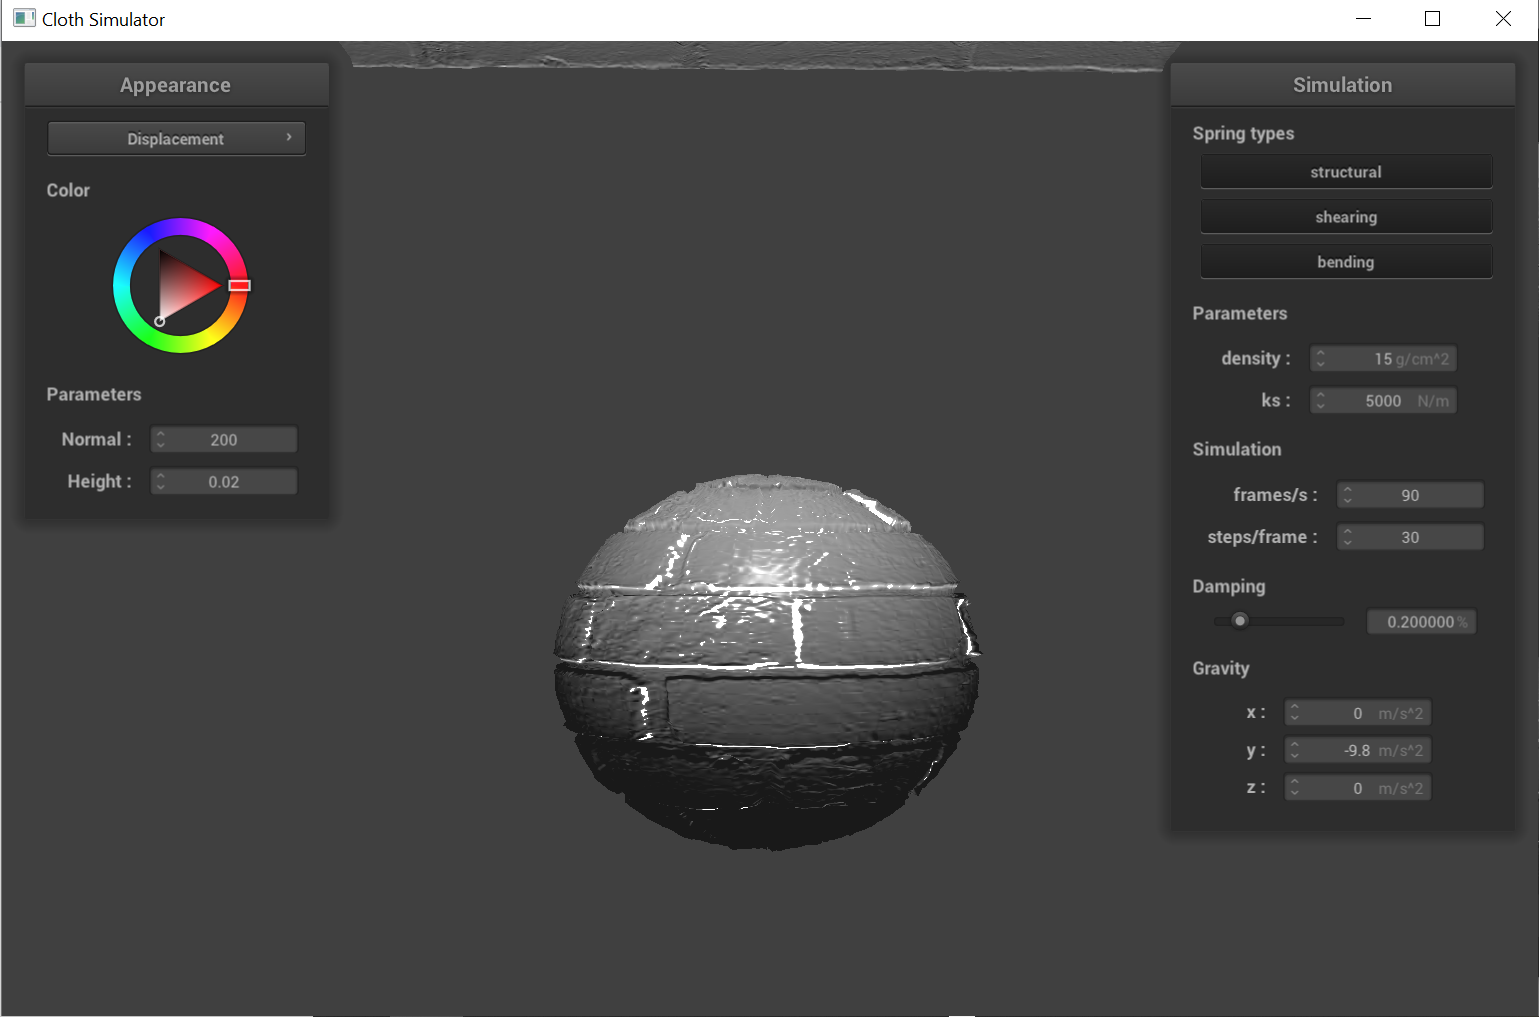 Cloth Simulator
Appearance
Displacement
Color
Parameters
Normal : 200
Height : 0.02
Simulation
Spring types
structural
shearing
bending
Parameters
density : 15 g/cm^2
ks : 5000 N/m
Simulation
frames/s : 90
steps/frame : 30
Damping
0.200000 %
Gravity
x : 0 m/s^2
y : -9.8 m/s^2
z : 0 m/s^2